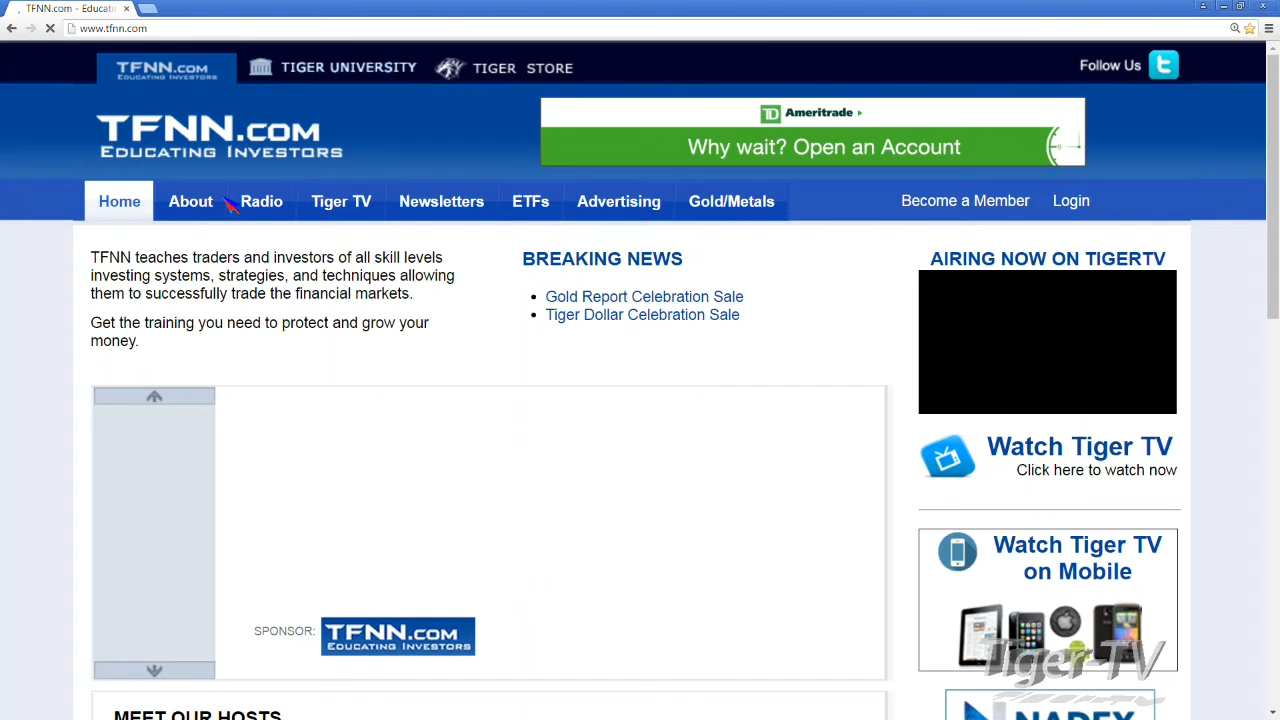 TFNN.com - Educati
www.tfnn.com
TFNN.COM
EDUCATING INVESTORS
TIGER UNIVERSITY
TIGER STORE
Follow Us
TFNN.COM
EDUCATING INVESTORS
TD Ameritrade
Why wait? Open an Account
Home
About
Radio
Tiger TV
Newsletters
ETFs
Advertising
Gold/Metals
Become a Member
Login
TFNN teaches traders and investors of all skill levels
investing systems, strategies, and techniques allowing
them to successfully trade the financial markets.
Get the training you need to protect and grow your
money.
BREAKING NEWS
Gold Report Celebration Sale
Tiger Dollar Celebration Sale
AIRING NOW ON TIGERTV
Watch Tiger TV
Click here to watch now
SPONSOR:
TFNN.COM
EDUCATING INVESTORS
Watch Tiger TV
on Mobile
Tiger-TV
MEET OUR HOSTS
NADEX